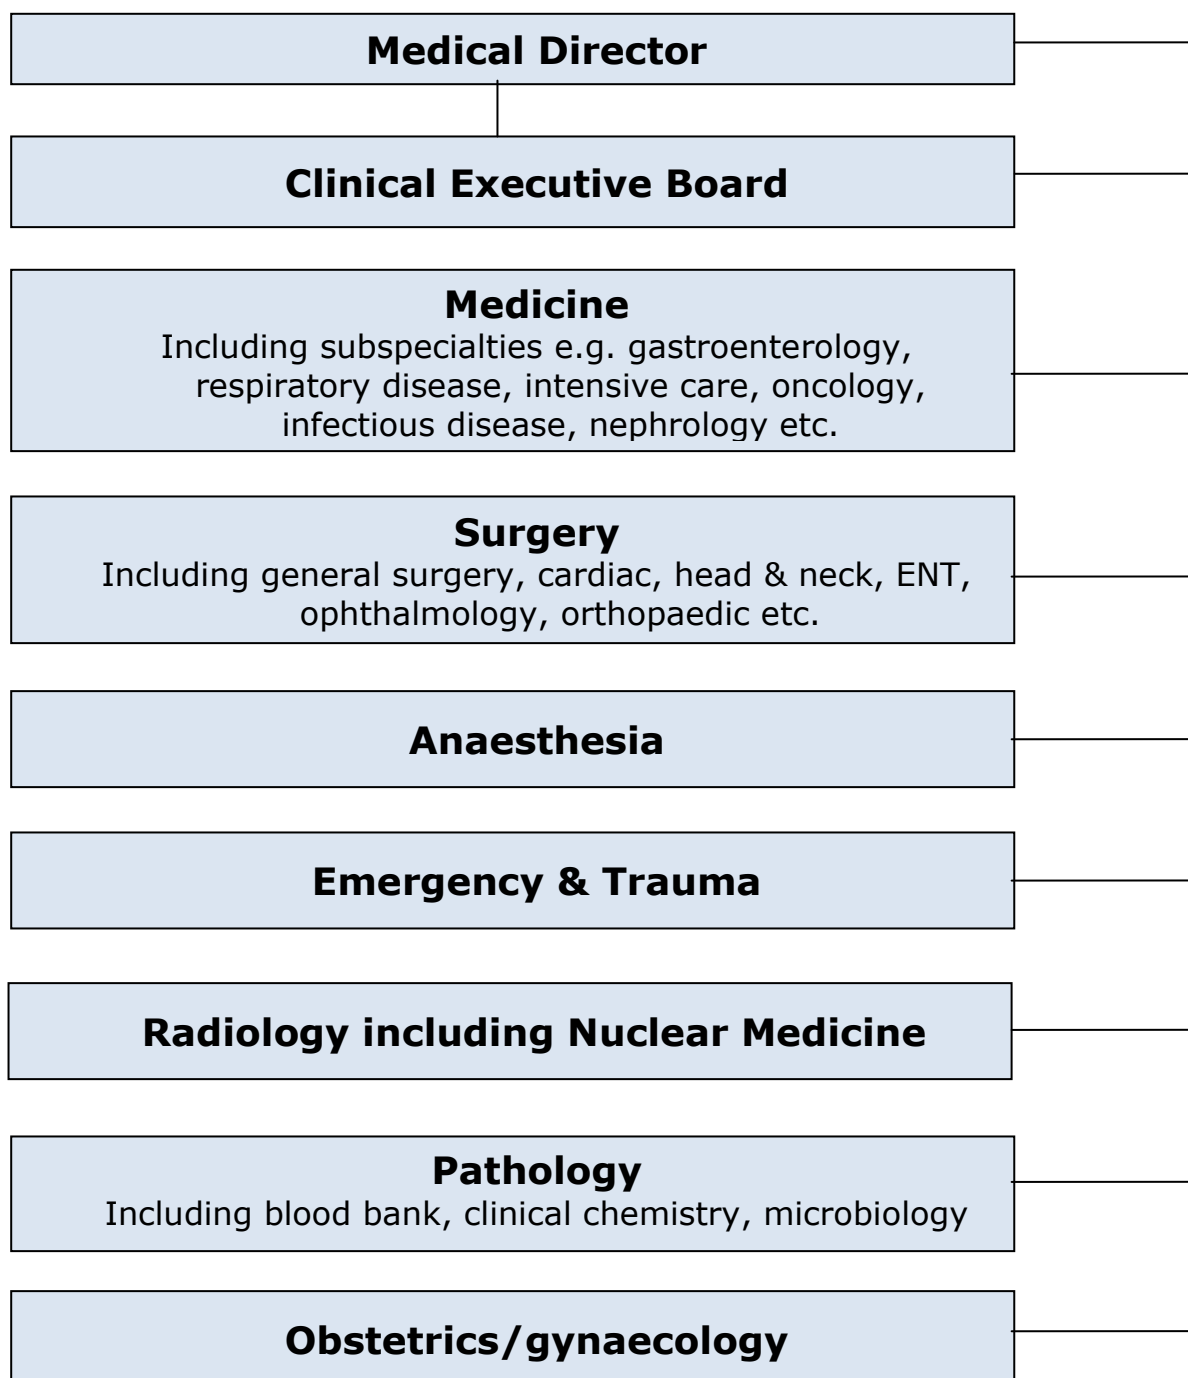 Medical Director
Clinical Executive Board
Medicine
Including subspecialties e.g. gastroenterology,
respiratory disease, intensive care, oncology,
infectious disease, nephrology etc.
Surgery
Including general surgery, cardiac, head & neck, ENT,
ophthalmology, orthopaedic etc.
Anaesthesia
Emergency & Trauma
Radiology including Nuclear Medicine
Pathology
Including blood bank, clinical chemistry, microbiology
Obstetrics/gynaecology